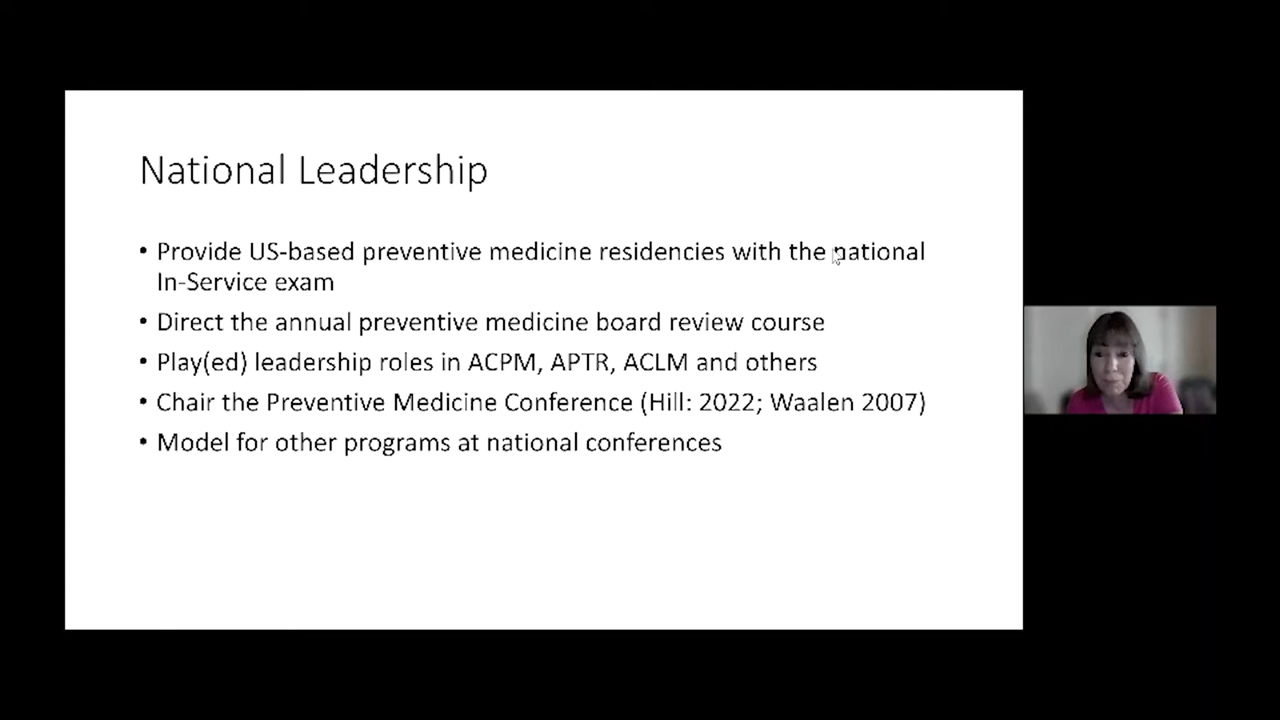 National Leadership
• Provide US-based preventive medicine residencies with the national
In-Service exam
• Direct the annual preventive medicine board review course
• Play(ed) leadership roles in ACPM, APTR, ACLM and others
• Chair the Preventive Medicine Conference (Hill: 2022; Waalen 2007)
• Model for other programs at national conferences